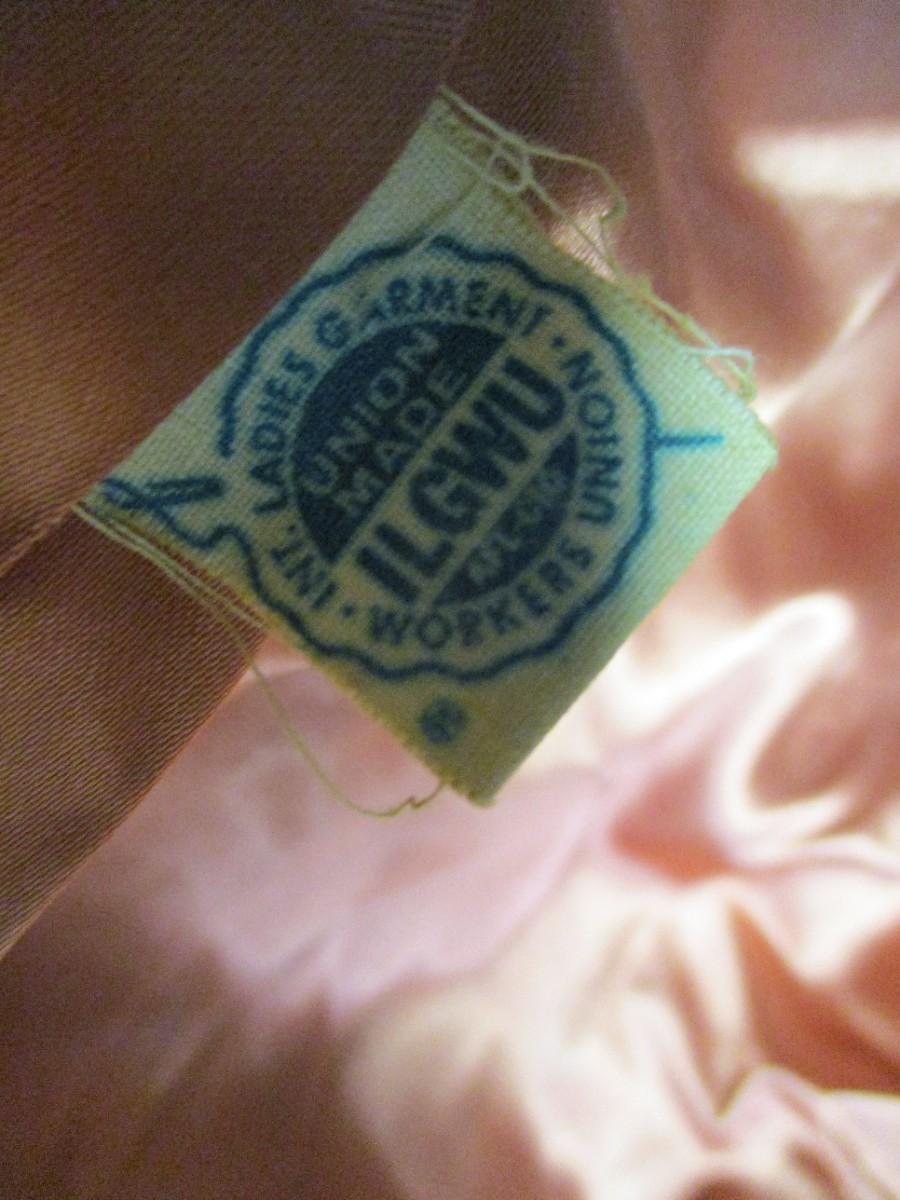 INT. LADIES GARMENT
UNION
MADE
ILGWU
AFL-CIO
· WORKERS UNION ·
®